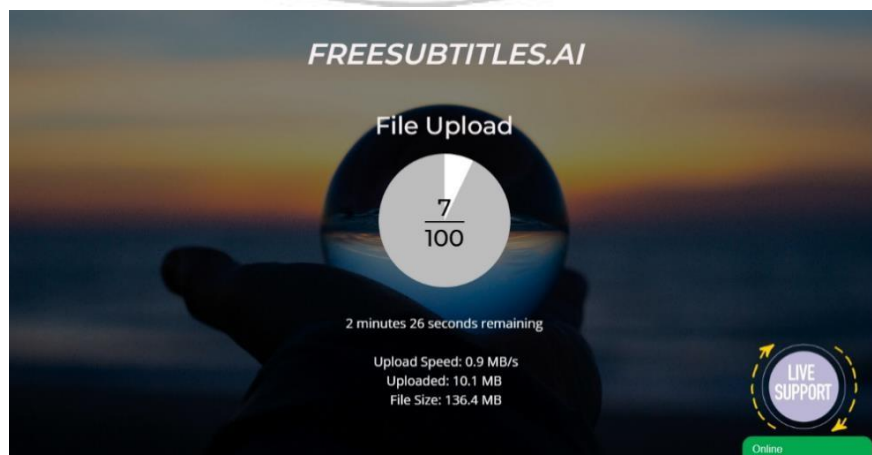 FREESUBTITLES.AI
File Upload
7
100
2 minutes 26 seconds remaining
Upload Speed: 0.9 MB/s
Uploaded: 10.1 MB
File Size: 136.4 MB
LIVE
SUPPORT
Online